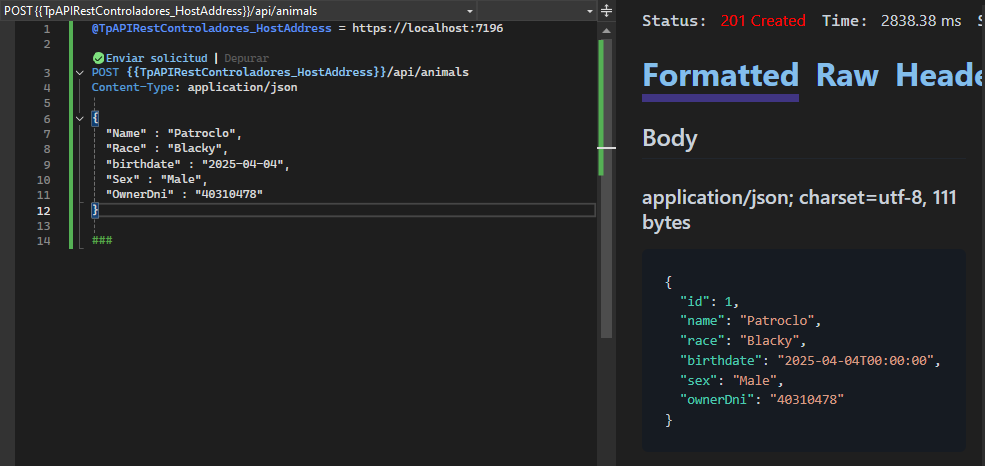 POST {{TpAPIRestControladores_HostAddress}}/api/animals
1 @TpAPIRestControladores_HostAddress = https://localhost:7196
2
Enviar solicitud | Depurar
3 POST {{TpAPIRestControladores_HostAddress}}/api/animals
4 Content-Type: application/json
5
6 {
7 "Name" : "Patroclo",
8 "Race" : "Blacky",
9 "birthdate" : "2025-04-04",
10 "Sex" : "Male",
11 "OwnerDni" : "40310478"
12 }
13
14 ###
Status: 201 Created Time: 2838.38 ms S
Formatted Raw Heade
Body
application/json; charset=utf-8, 111
bytes
{
"id": 1,
"name": "Patroclo",
"race": "Blacky",
"birthdate": "2025-04-04T00:00:00",
"sex": "Male",
"ownerDni": "40310478"
}